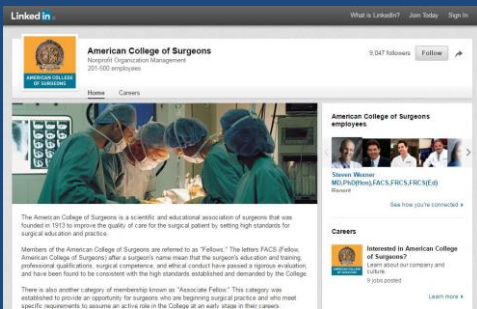 Linked in
What is LinkedIn? Join Today Sign In
American College of Surgeons
Nonprofit Organization Management
201-500 employees
9,047 followers Follow
AMERICAN COLLEGE
OF SURGEONS
Home Careers
American College of Surgeons
employees
Steven Wexner
MD,PhD(Hon),FACS,FRCS,FRCS(Ed)
See how you're connected
The American College of Surgeons is a scientific and educational association of surgeons that was
founded in 1913 to improve the quality of care for the surgical patient by setting high standards for
surgical education and practice.
Members of the American College of Surgeons are referred to as "Fellows." The letters FACS (Fellow,
American College of Surgeons) after a surgeon's name mean that the surgeon's education and training,
professional qualifications, surgical competence, and ethical conduct have passed a rigorous evaluation,
and have been found to be consistent with the high standards established and demanded by the College.
There is also another category of membership known as "Associate Fellow." This category was
established to provide an opportunity for surgeons who are beginning surgical practice and who meet
specific requirements to assume an active role in the College at an early stage in their careers.
Careers
Interested in American College
of Surgeons?
Learn about our company and
culture.
9 jobs posted
Learn more